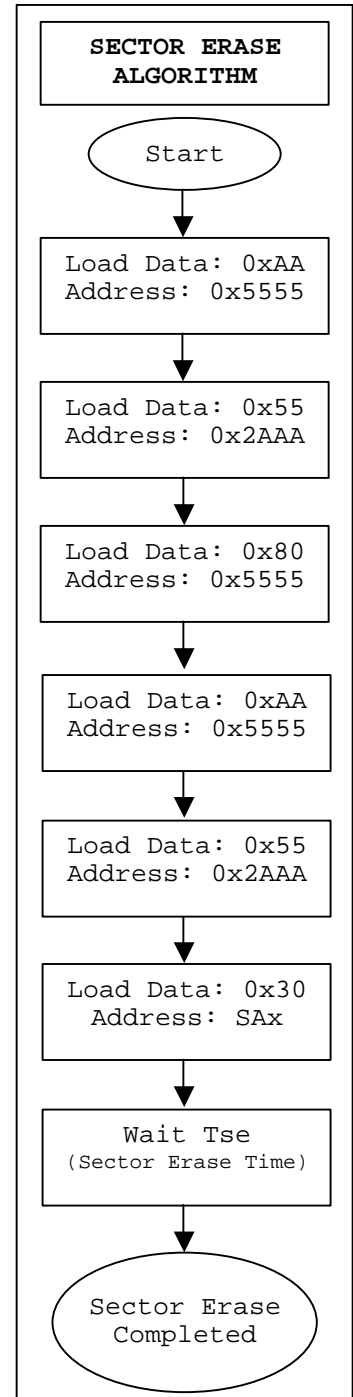 SECTOR ERASE
ALGORITHM
Start
Load Data: 0xAA
Address: 0x5555
Load Data: 0x55
Address: 0x2AAA
Load Data: 0x80
Address: 0x5555
Load Data: 0xAA
Address: 0x5555
Load Data: 0x55
Address: 0x2AAA
Load Data: 0x30
Address: SAx
Wait Tse
(Sector Erase Time)
Sector Erase
Completed